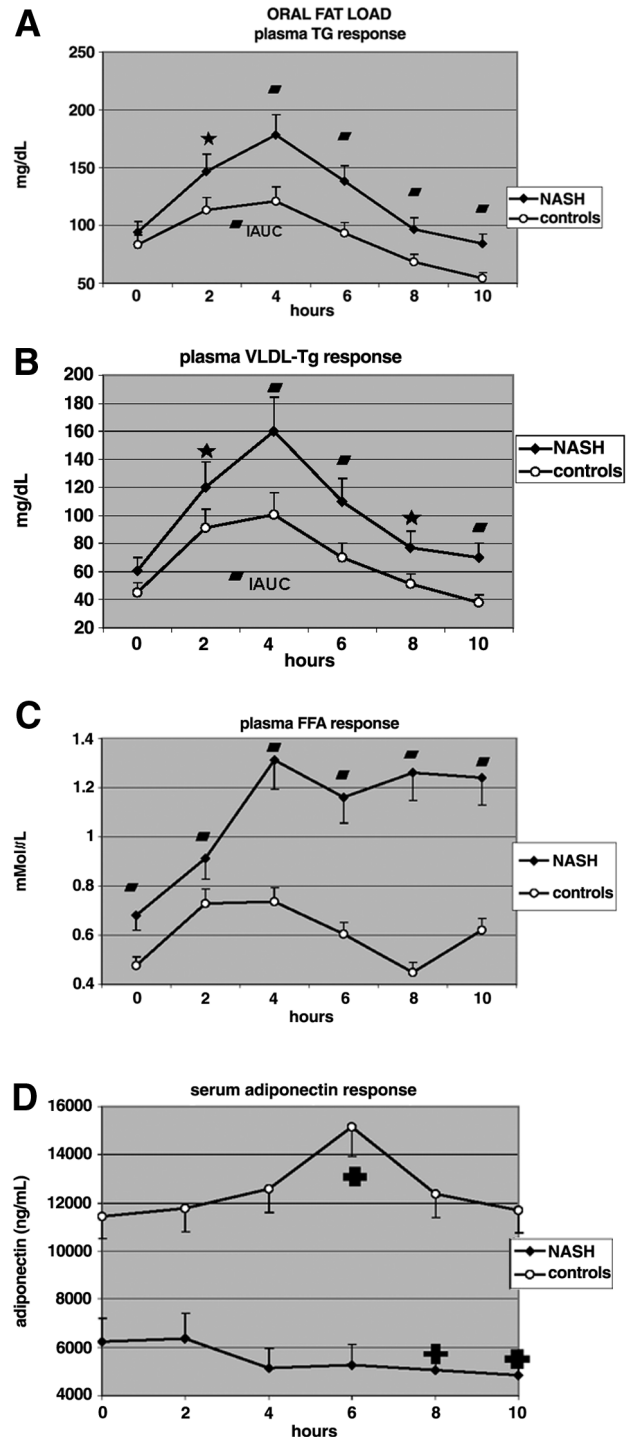 A
ORAL FAT LOAD
plasma TG response
250
200
150
100
50
mg/dL
IAUC
0 2 4 6 8 10
hours
NASH
controls
B
plasma VLDL-Tg response
200
180
160
140
120
100
80
60
40
20
mg/dL
IAUC
0 2 4 6 8 10
hours
NASH
controls
C
plasma FFA response
1.4
1.2
1
0.8
0.6
0.4
mMol//L
0 2 4 6 8 10
hours
NASH
controls
D
serum adiponectin response
16000
14000
12000
10000
8000
6000
4000
adiponectin (ng/mL)
0 2 4 6 8 10
hours
NASH
controls